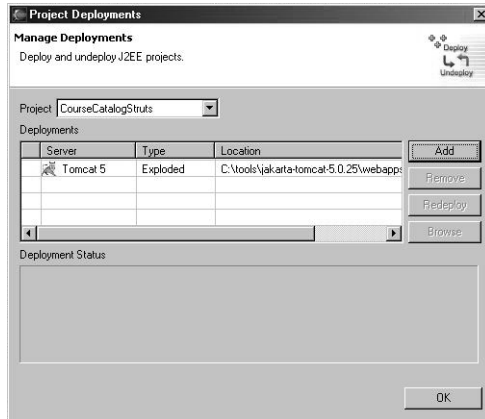 Project Deployments
Manage Deployments
Deploy and undeploy J2EE projects.
Deploy
Undeploy
Project CourseCatalogStruts
Deployments
Server Type Location Add
Tomcat 5 Exploded C:\tools\jakarta-tomcat-5.0.25\webapps
Remove
Redeploy
Browse
Deployment Status
OK